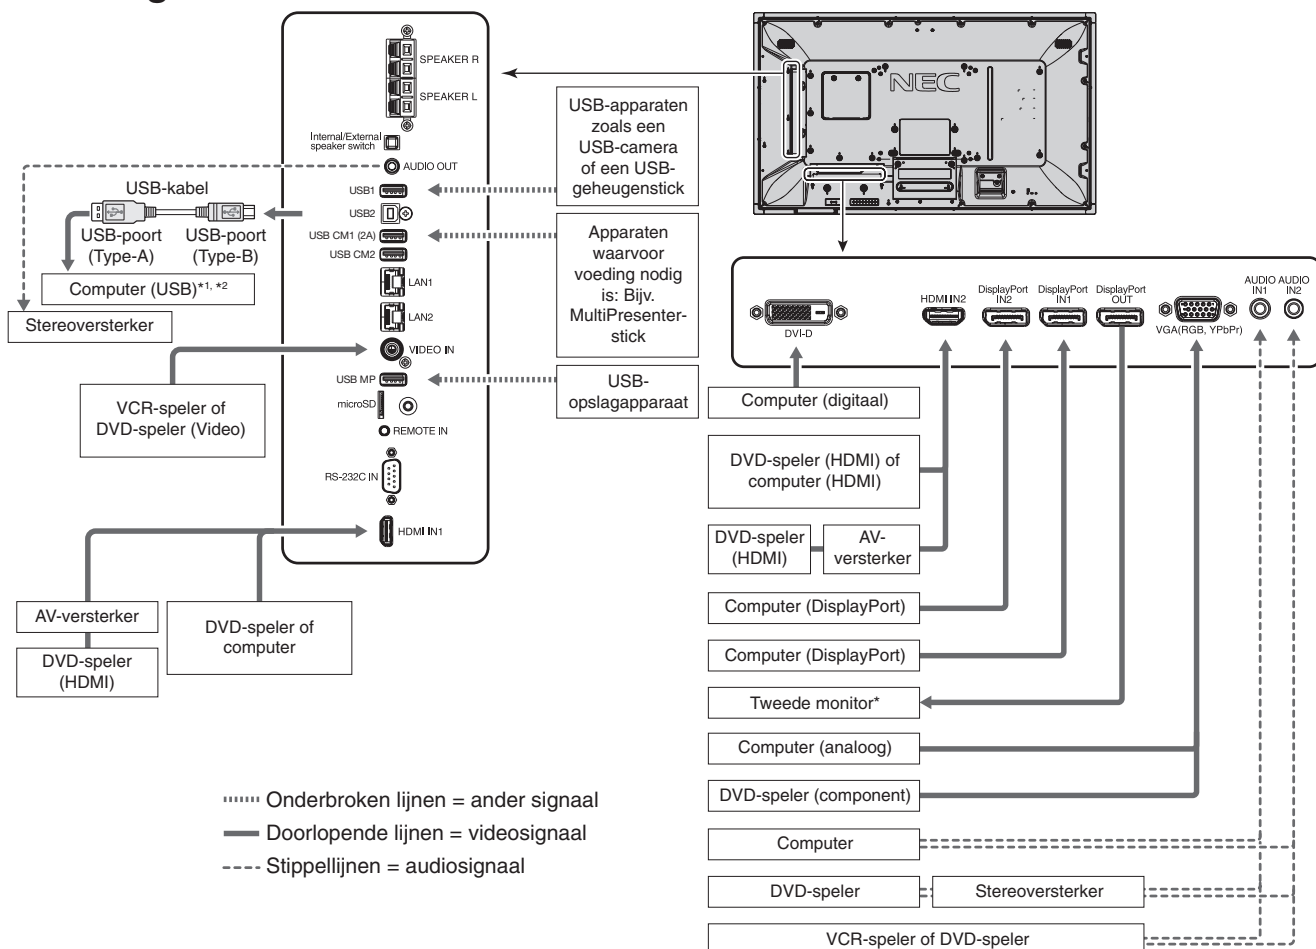 SPEAKER R
SPEAKER L
Internal/External
speaker switch
AUDIO OUT
USB1
USB2
USB CM1 (2A)
USB CM2
LAN1
LAN2
VIDEO IN
USB MP
microSD
REMOTE IN
RS-232C IN
HDMI IN1
USB-kabel
USB-poort
(Type-A)
USB-poort
(Type-B)
Computer (USB)*1, *2
Stereoversterker
VCR-speler of
DVD-speler (Video)
AV-versterker
DVD-speler
(HDMI)
DVD-speler of
computer
USB-apparaten
zoals een
USB-camera
of een USB-
geheugenstick
Apparaten
waarvoor
voeding nodig
is: Bijv.
MultiPresenter-
stick
USB-
opslagapparaat
NEC
DVI-D
HDMI IN2
DisplayPort
IN2
DisplayPort
IN1
DisplayPort
OUT
VGA(RGB, YPbPr)
AUDIO
IN1
AUDIO
IN2
Computer (digitaal)
DVD-speler (HDMI) of
computer (HDMI)
DVD-speler
(HDMI)
AV-
versterker
Computer (DisplayPort)
Computer (DisplayPort)
Tweede monitor*
Computer (analoog)
DVD-speler (component)
Computer
DVD-speler
Stereoversterker
VCR-speler of DVD-speler
Onderbroken lijnen = ander signaal
Doorlopende lijnen = videosignaal
Stippellijnen = audiosignaal